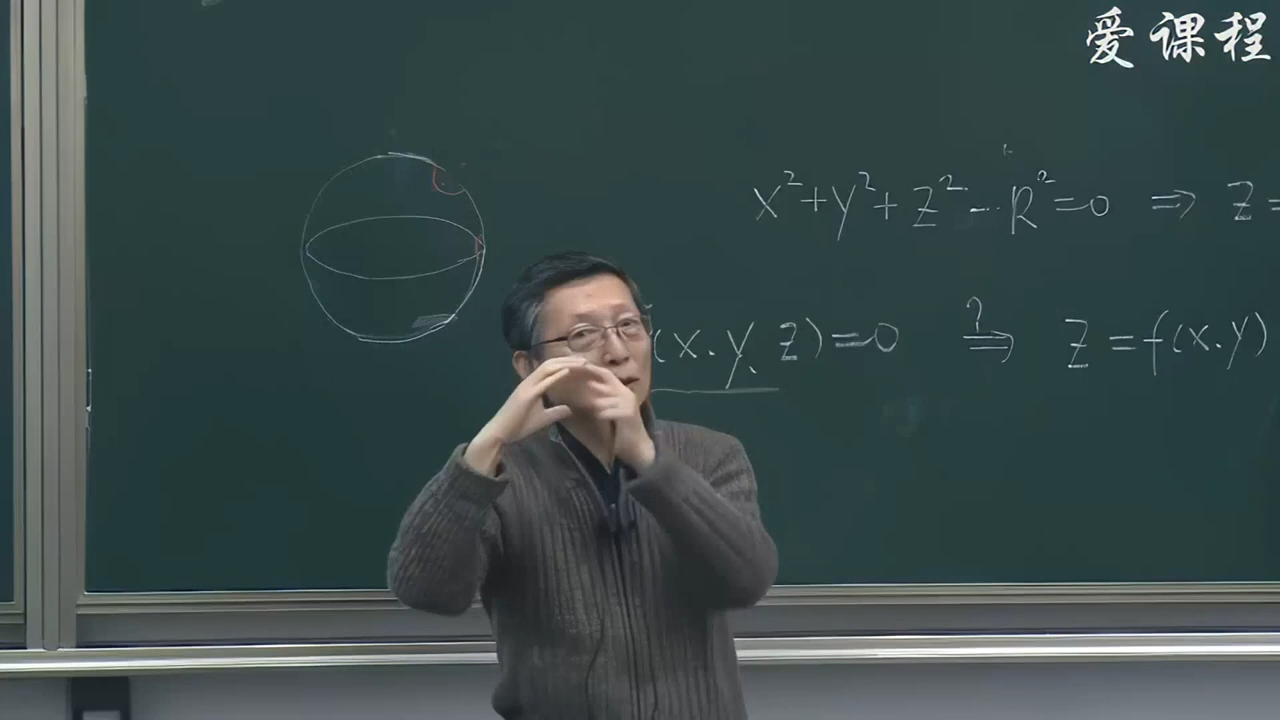 爱课程
x²+y²+z²-R²=0 ⇒ z=
(x.y,z)=0 ?⇒ z=f(x.y)